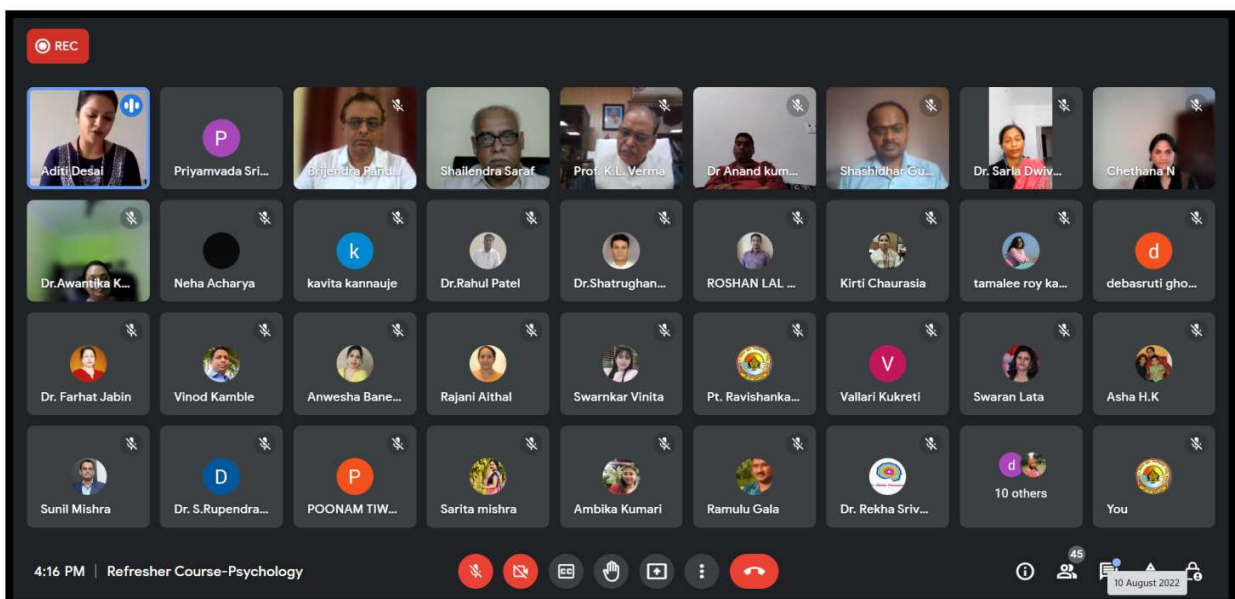 REC
Aditi Desai
Priyamvada Sri...
Brijendra Pand...
Shailendra Saraf
Prof. K.L. Verma
Dr Anand kum...
Shashidhar Gu...
Dr. Sarla Dwiv...
Chethana N
Dr.Awantika K...
Neha Acharya
k
kavita kannauje
Dr.Rahul Patel
Dr.Shatrughan...
ROSHAN LAL ...
Kirti Chaurasia
tamalee roy ka...
d
debasruti gho...
Dr. Farhat Jabin
Vinod Kamble
Anwesha Bane...
Rajani Aithal
Swarnkar Vinita
Pt. Ravishanka...
V
Vallari Kukreti
Swaran Lata
Asha H.K
Sunil Mishra
D
Dr. S.Rupendra...
P
POONAM TIW...
Sarita mishra
Ambika Kumari
Ramulu Gala
Dr. Rekha Sriv...
d
10 others
You
P
4:16 PM | Refresher Course-Psychology
CC
45
10 August 2022